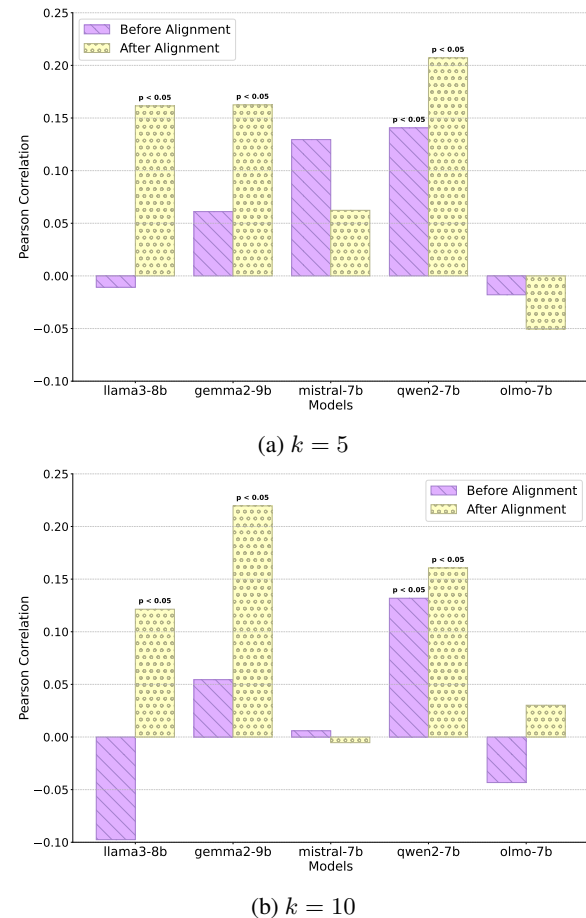 0.25
Before Alignment
After Alignment
0.20
0.15
0.10
0.05
0.00
−0.05
−0.10
Pearson Correlation
p < 0.05
p < 0.05
p < 0.05
p < 0.05
llama3-8b gemma2-9b mistral-7b qwen2-7b olmo-7b
Models
(a) k = 5
0.25
Before Alignment
After Alignment
0.20
0.15
0.10
0.05
0.00
−0.05
−0.10
Pearson Correlation
p < 0.05
p < 0.05
p < 0.05
p < 0.05
llama3-8b gemma2-9b mistral-7b qwen2-7b olmo-7b
Models
(b) k = 10